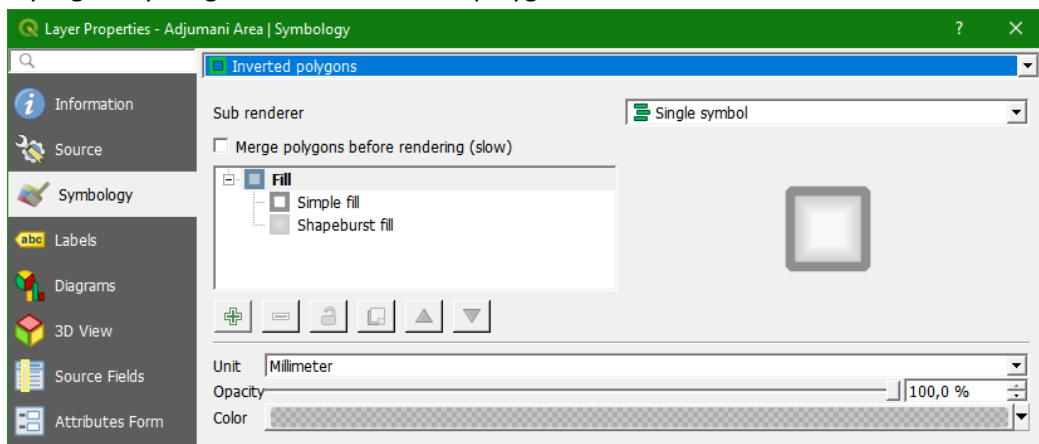 Layer Properties - Adjumani Area | Symbology ? ×
Inverted polygons
Information
Source
Symbology
abc Labels
Diagrams
3D View
Source Fields
Attributes Form
Sub renderer Single symbol
Merge polygons before rendering (slow)
Fill
Simple fill
Shapeburst fill
Unit Millimeter
Opacity 100,0 %
Color